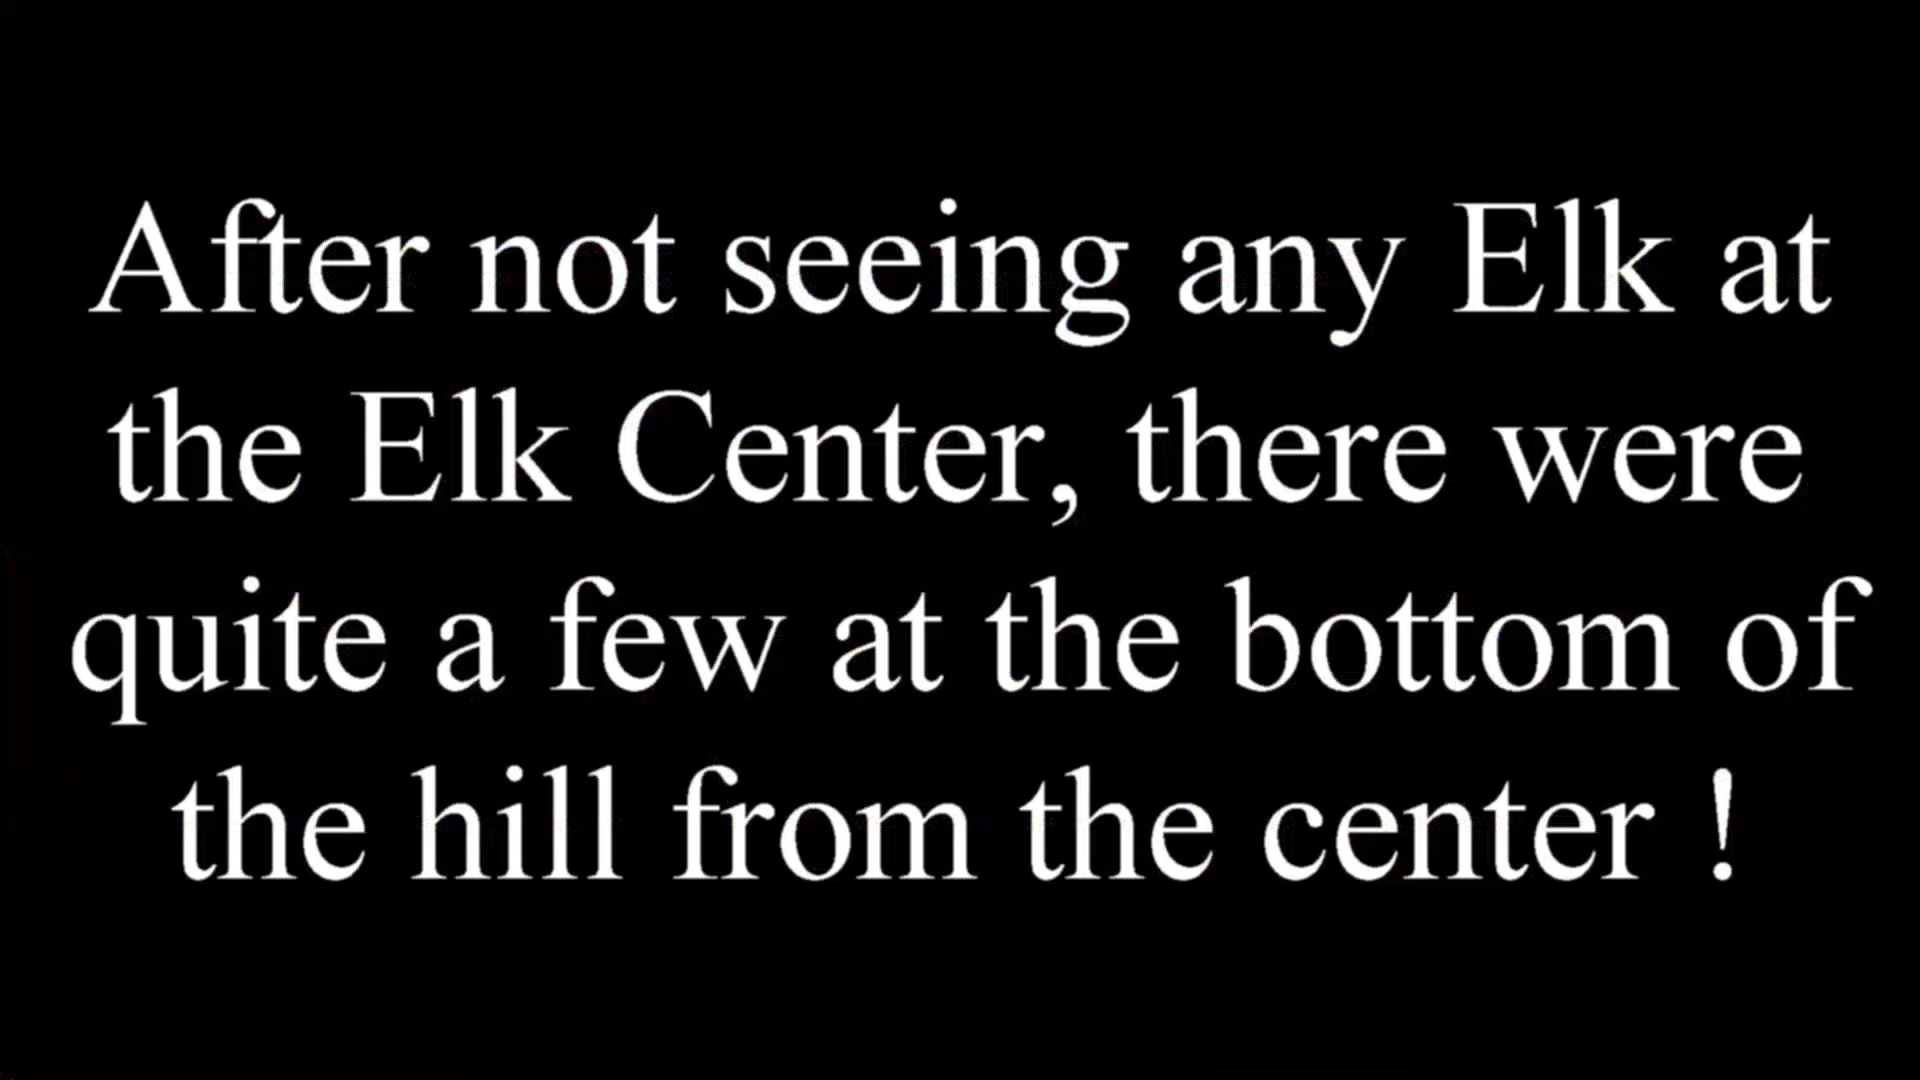 After not seeing any Elk at
the Elk Center, there were
quite a few at the bottom of
the hill from the center !